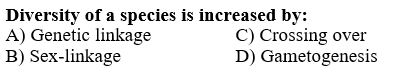 Diversity of a species is increased by:
A) Genetic linkage C) Crossing over
B) Sex-linkage D) Gametogenesis